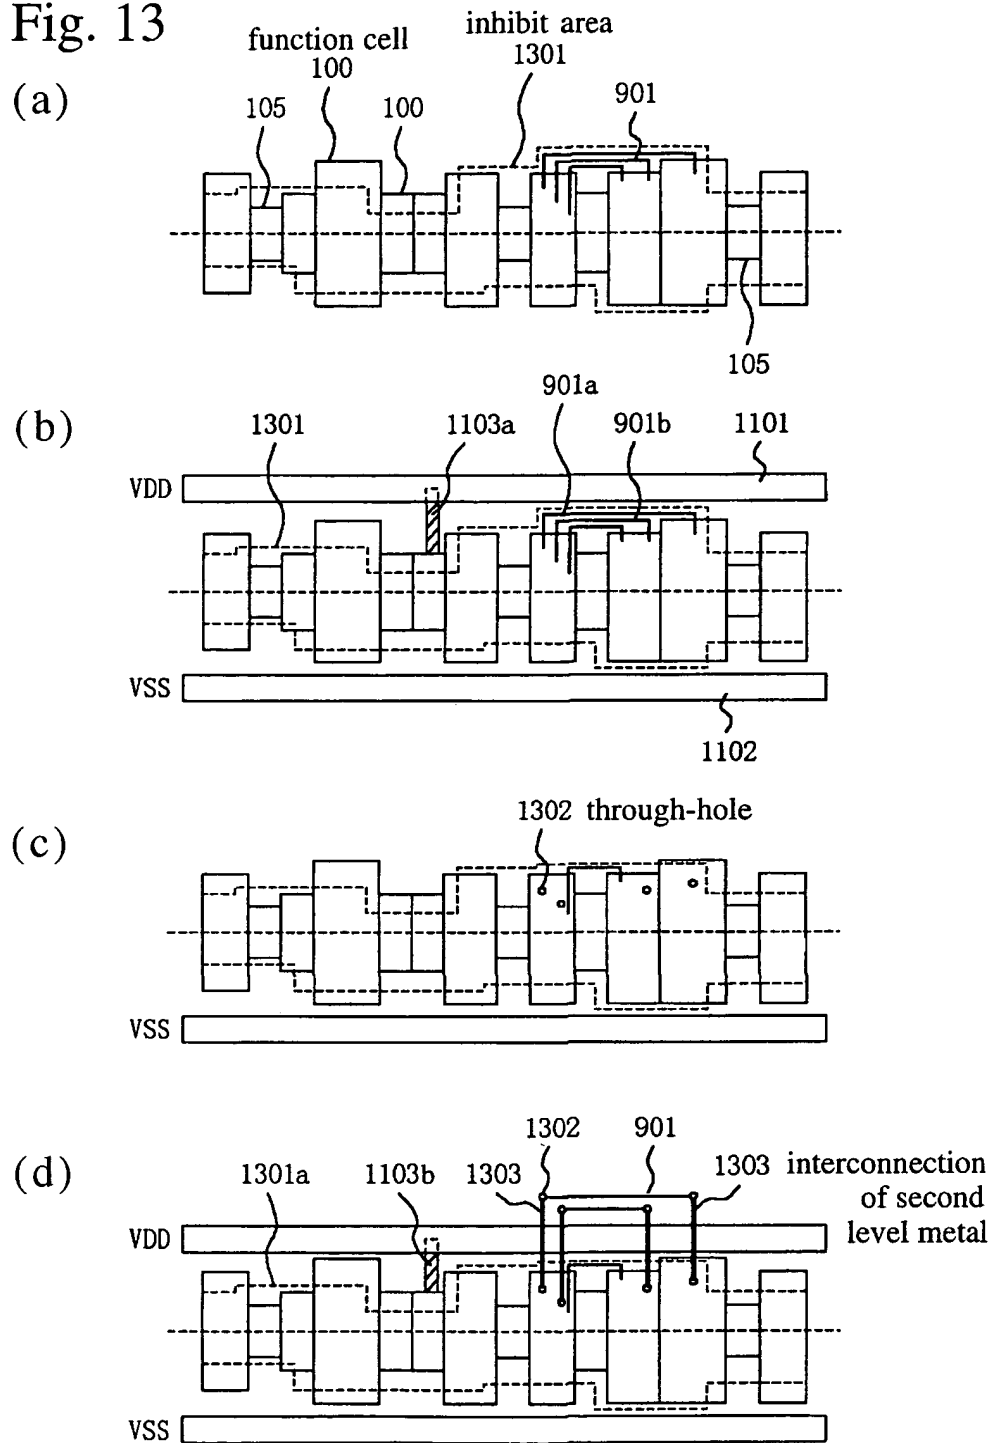 Fig. 13
(a)
function cell
100
inhibit area
1301
105
100
901
105
(b)
901a
1301
1103a
901b
1101
VDD
VSS
1102
(c)
1302 through-hole
VSS
(d)
1302
901
1301a
1103b
1303
1303 interconnection
of second
level metal
VDD
VSS